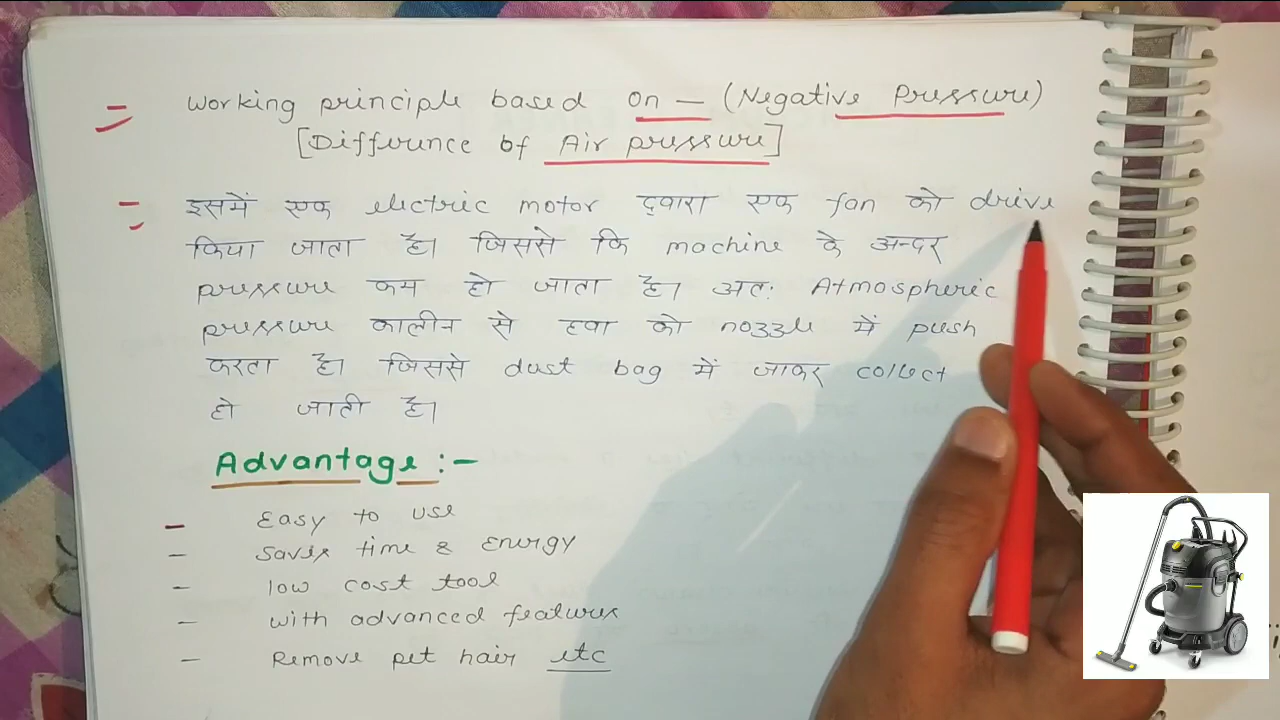 Working principle based on — (Negative Pressure)
[Difference of Air pressure]
इसमें एक electric motor द्वारा एक fan को drive
किया जाता है। जिससे कि machine के अन्दर
pressure कम हो जाता है। अतः Atmospheric
pressure कालीन से हवा को nozzle में push
करता है। जिससे dust bag में जाकर collect
हो जाती है।
Advantage :-
- Easy to use
- Saves time & Energy
- low cost tool
- with advanced features
- Remove pet hair etc